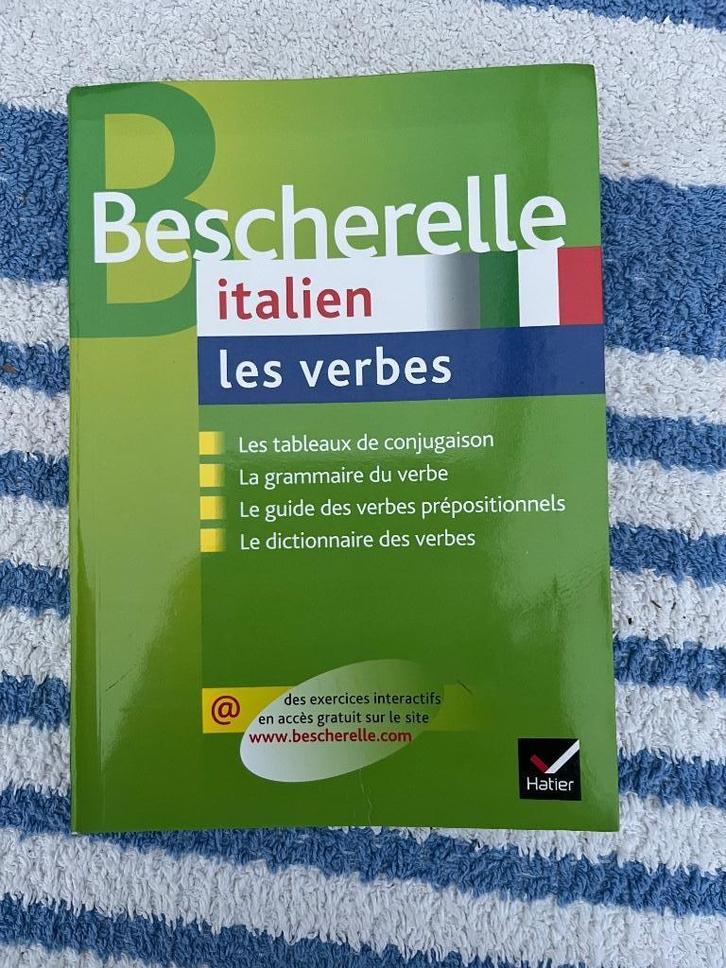 B
Bescherelle
italien
les verbes
Les tableaux de conjugaison
La grammaire du verbe
Le guide des verbes prépositionnels
Le dictionnaire des verbes
@ des exercices interactifs
en accès gratuit sur le site
www.bescherelle.com
Hatier